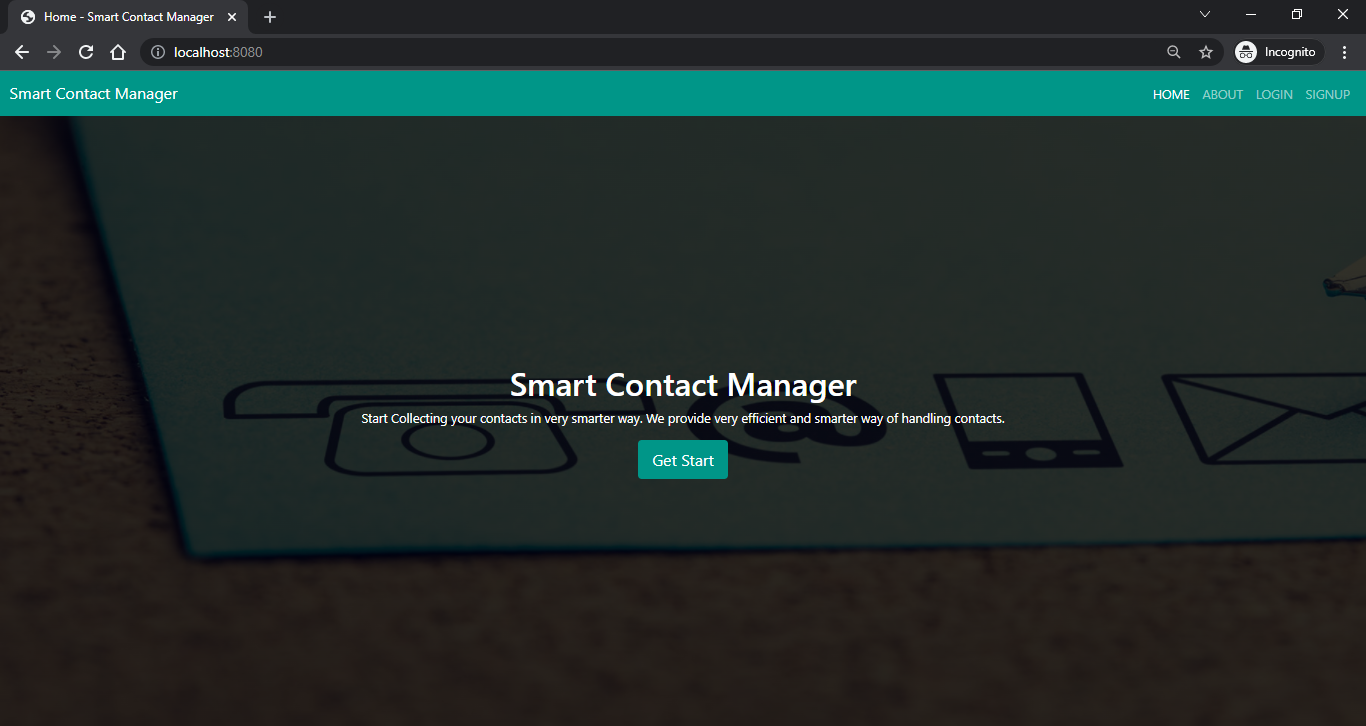 Home - Smart Contact Manager
localhost:8080
Incognito
Smart Contact Manager
HOME ABOUT LOGIN SIGNUP
Smart Contact Manager
Start Collecting your contacts in very smarter way. We provide very efficient and smarter way of handling contacts.
Get Start